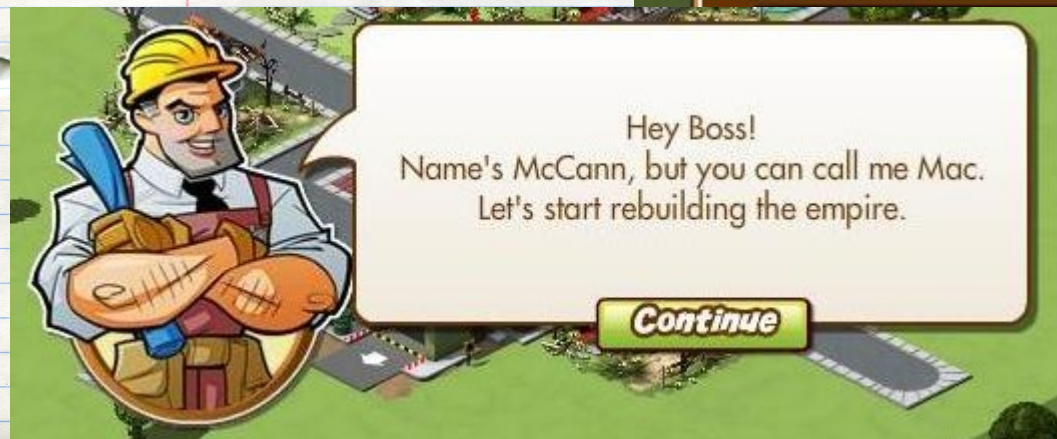 Hey Boss!
Name's McCann, but you can call me Mac.
Let's start rebuilding the empire.
Continue